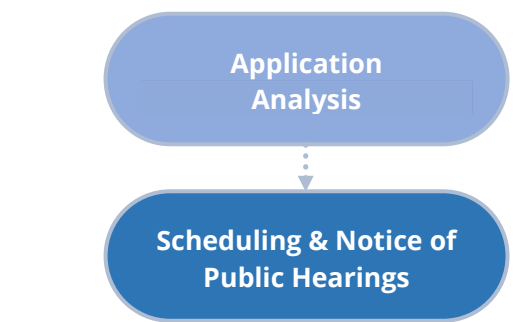 Application
Analysis
Scheduling & Notice of
Public Hearings